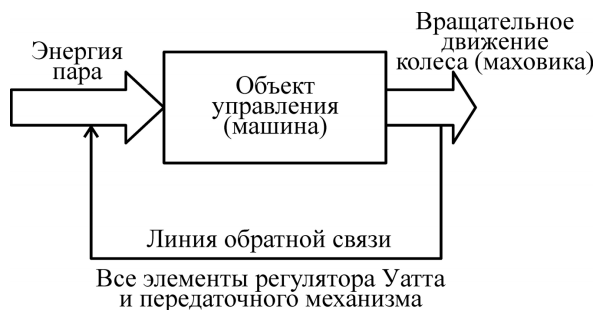 Энергия
пара
Объект
управления
(машина)
Вращательное
движение
колеса (маховика)
Линия обратной связи
Все элементы регулятора Уатта
и передаточного механизма